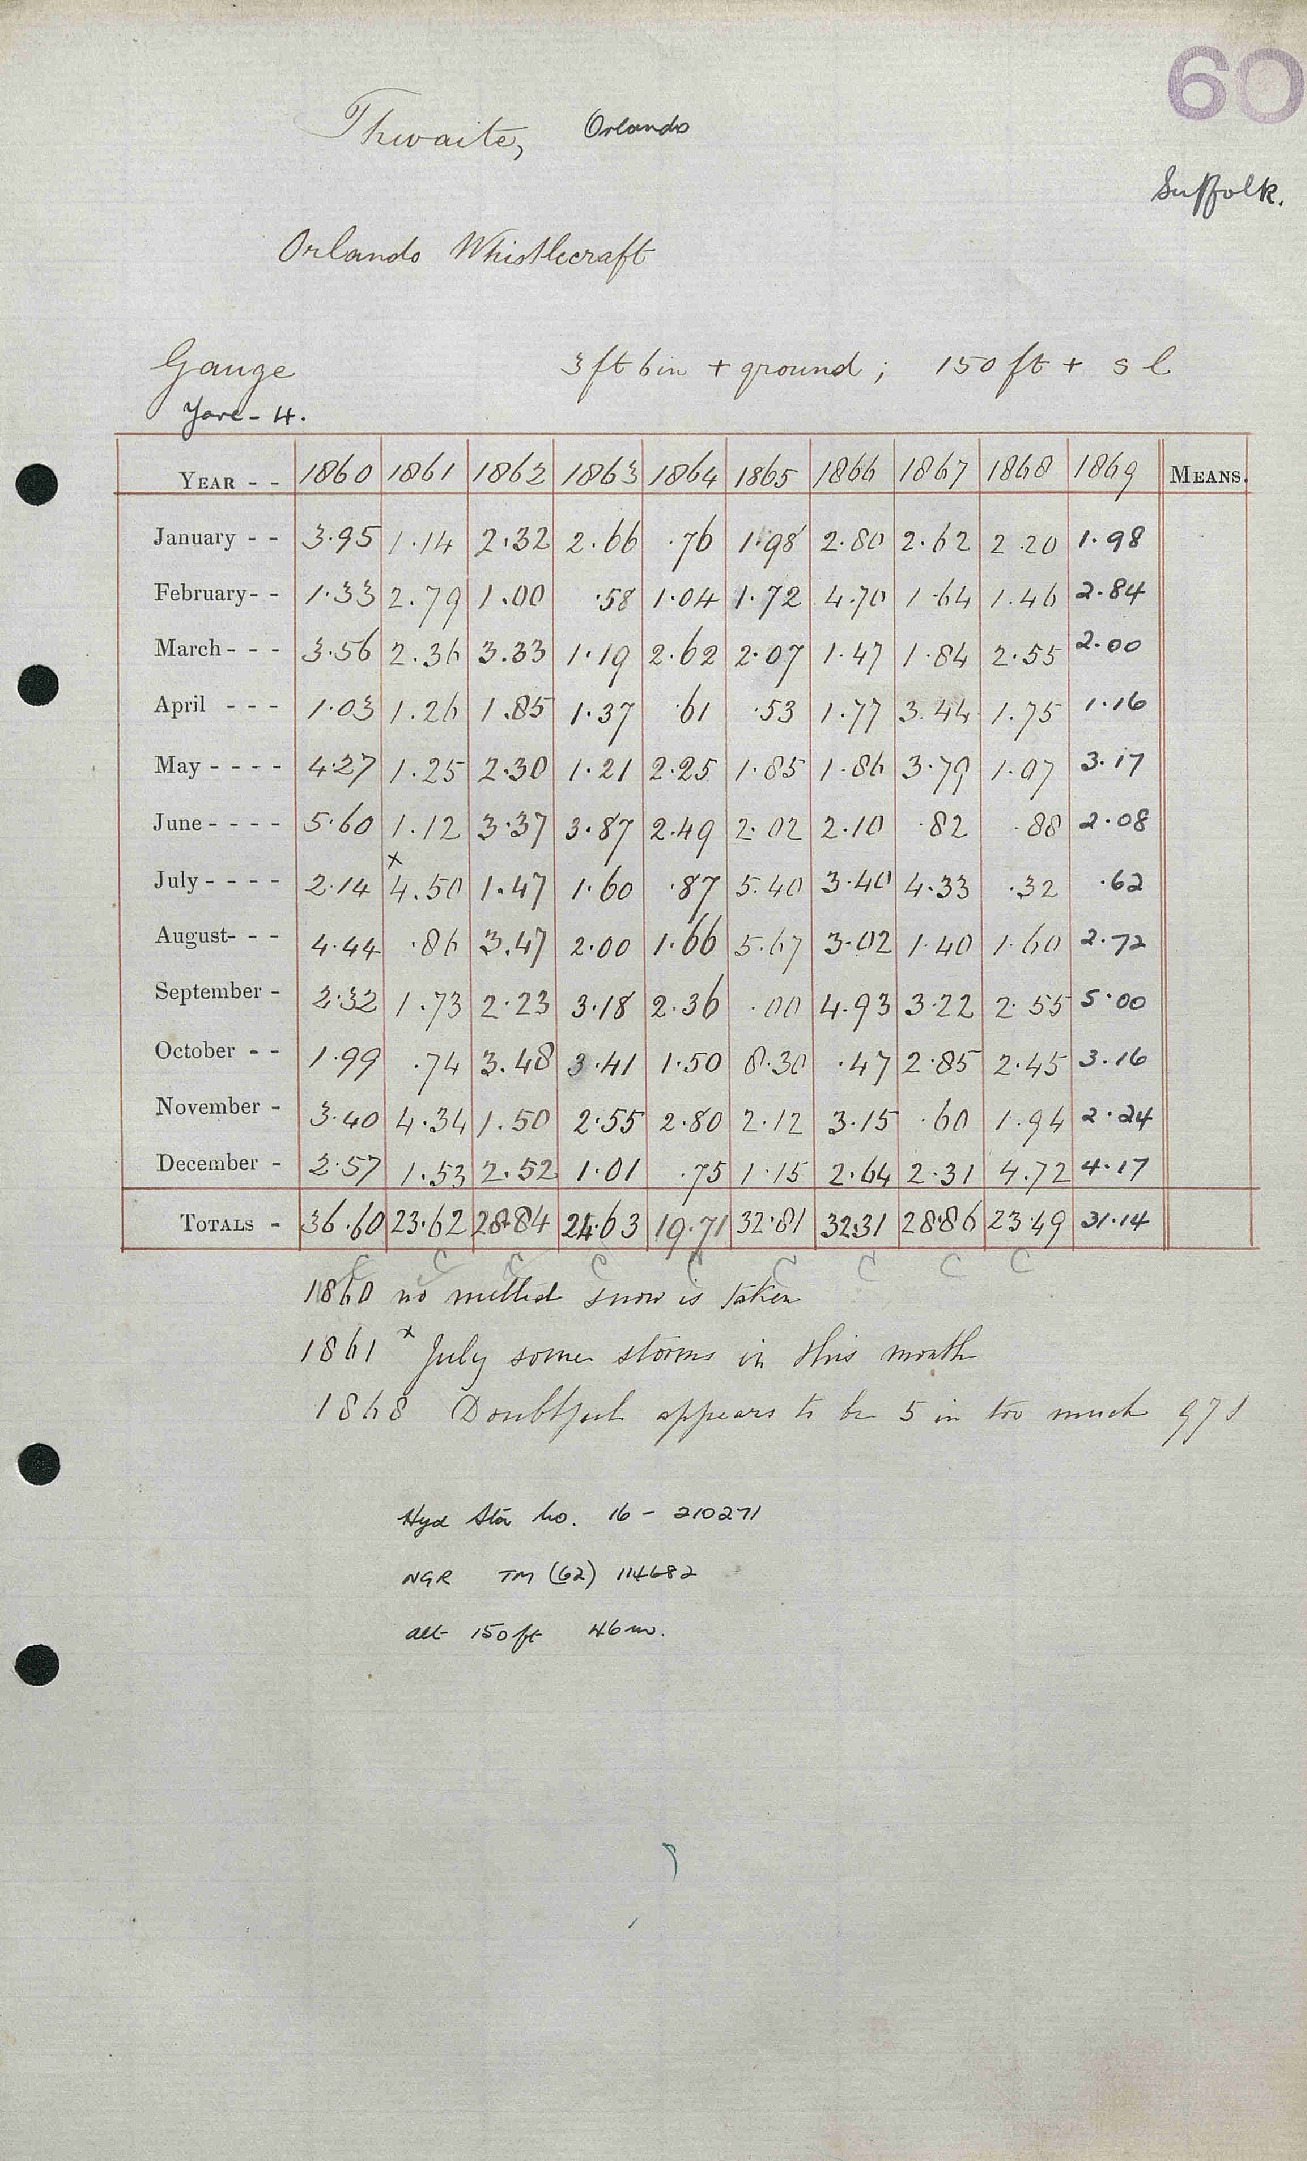 60
Thwaite, Orlando
Suffolk.
Orlando Whistlecraft
Gauge 3 ft 6 in + ground; 150 ft + s l
Yare - 4.
YEAR - - 1860 1861 1862 1863 1864 1865 1866 1867 1868 1869 MEANS.
January - - 3.95 1.14 2.32 2.66 .76 1.98 2.80 2.62 2.20 1.98
February- - 1.33 2.79 1.00 .58 1.04 1.72 4.70 1.64 1.46 2.84
March - - - 3.56 2.36 3.33 1.19 2.62 2.07 1.47 1.84 2.55 2.00
April - - - 1.03 1.26 1.85 1.37 .61 .53 1.77 3.44 1.75 1.16
May - - - - 4.27 1.25 2.30 1.21 2.25 1.85 1.86 3.79 1.07 3.17
June - - - - 5.60 1.12 3.37 3.87 2.49 2.02 2.10 .82 .88 2.08
July - - - - 2.14 x4.50 1.47 1.60 .87 5.40 3.40 4.33 .32 .62
August- - - 4.44 .86 3.47 2.00 1.66 5.67 3.02 1.40 1.60 2.72
September - 2.32 1.73 2.23 3.18 2.36 .00 4.93 3.22 2.55 5.00
October - - 1.99 .74 3.48 3.41 1.50 8.30 .47 2.85 2.45 3.16
November - 3.40 4.34 1.50 2.55 2.80 2.12 3.15 .60 1.94 2.24
December - 2.57 1.53 2.52 1.01 .75 1.15 2.64 2.31 4.72 4.17
TOTALS - 36.60 23.62 28.84 24.63 19.71 32.81 32.31 28.86 23.49 31.14
C C C C C C C C C
1860 no melted snow is taken
1861 x July some storms in this month
1868 Doubtful appears to be 5 in too much
Hyd Sta No. 16 - 210271
NGR TM (62) 114682
alt 150 ft 46 m.